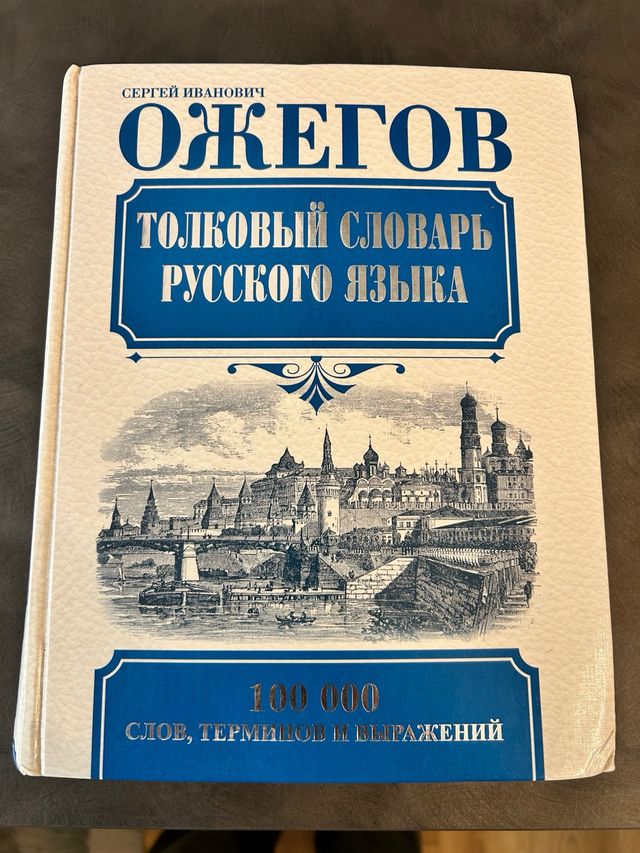 СЕРГЕЙ ИВАНОВИЧ
ОЖЕГОВ
ТОЛКОВЫЙ СЛОВАРЬ
РУССКОГО ЯЗЫКА
100 000
СЛОВ, ТЕРМИНОВ И ВЫРАЖЕНИЙ